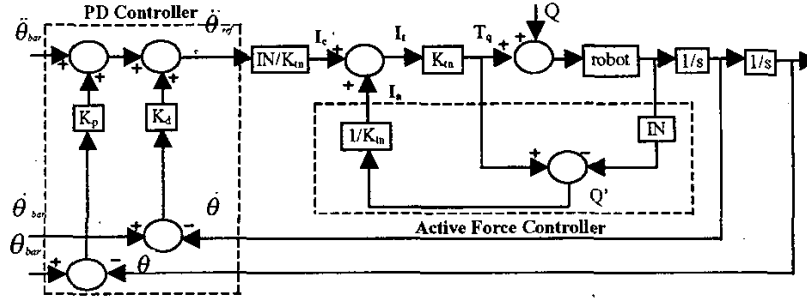 PD Controller
θ̈bar
θ̈ref
IN/Ktn
Ic
It
Ktn
Tq
Q
robot
1/s
1/s
Ia
Kp
Kd
1/Ktn
IN
Q'
θ̇bar
θ̇
Active Force Controller
θbar
θ
+
+
+
+
+
+
+
+
+
−
+
−
+
−